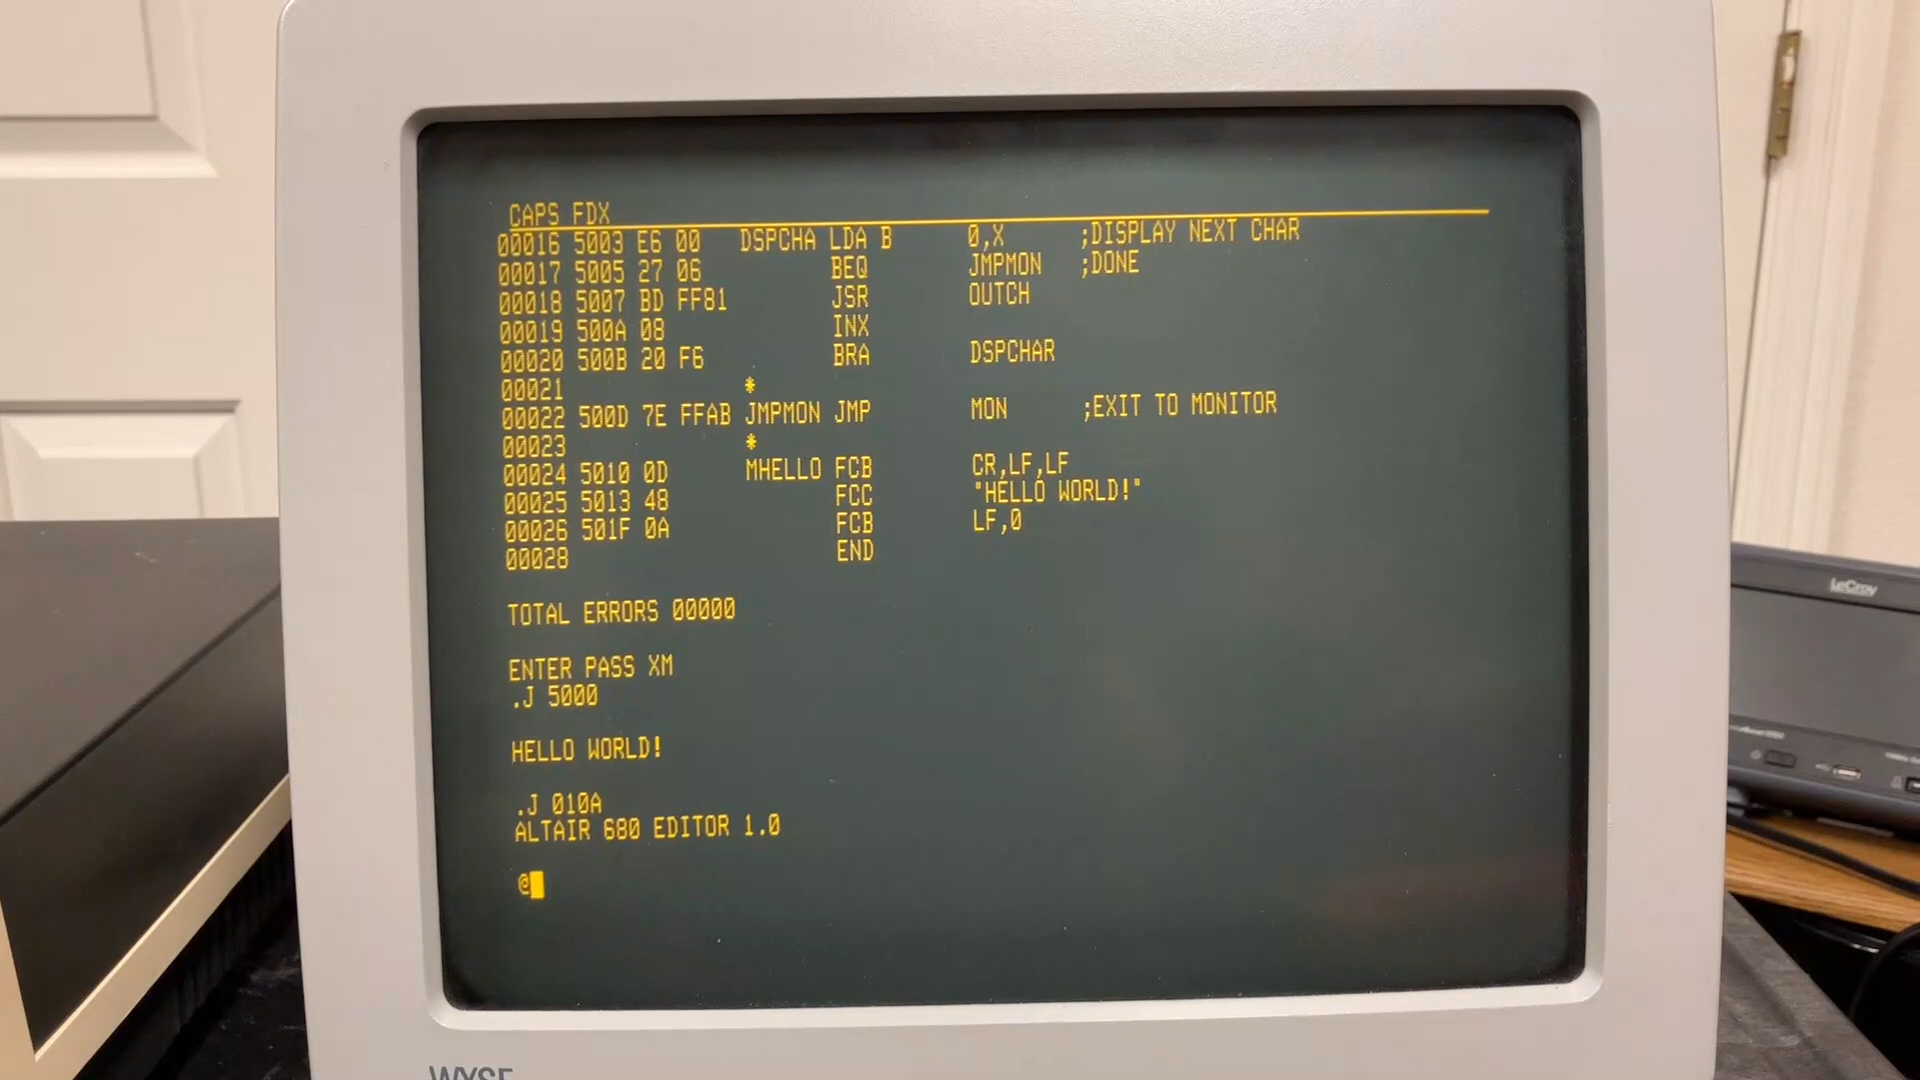 CAPS FDX
00016 5003 E6 00 DSPCHA LDA B 0,X ;DISPLAY NEXT CHAR
00017 5005 27 06 BEQ JMPMON ;DONE
00018 5007 BD FF81 JSR OUTCH
00019 500A 08 INX
00020 500B 20 F6 BRA DSPCHAR
00021 *
00022 500D 7E FFAB JMPMON JMP MON ;EXIT TO MONITOR
00023 *
00024 5010 0D MHELLO FCB CR,LF,LF
00025 5013 48 FCC "HELLO WORLD!"
00026 501F 0A FCB LF,0
00028 END
TOTAL ERRORS 00000
ENTER PASS XM
.J 5000
HELLO WORLD!
.J 010A
ALTAIR 680 EDITOR 1.0
@
WYSE
LeCroy